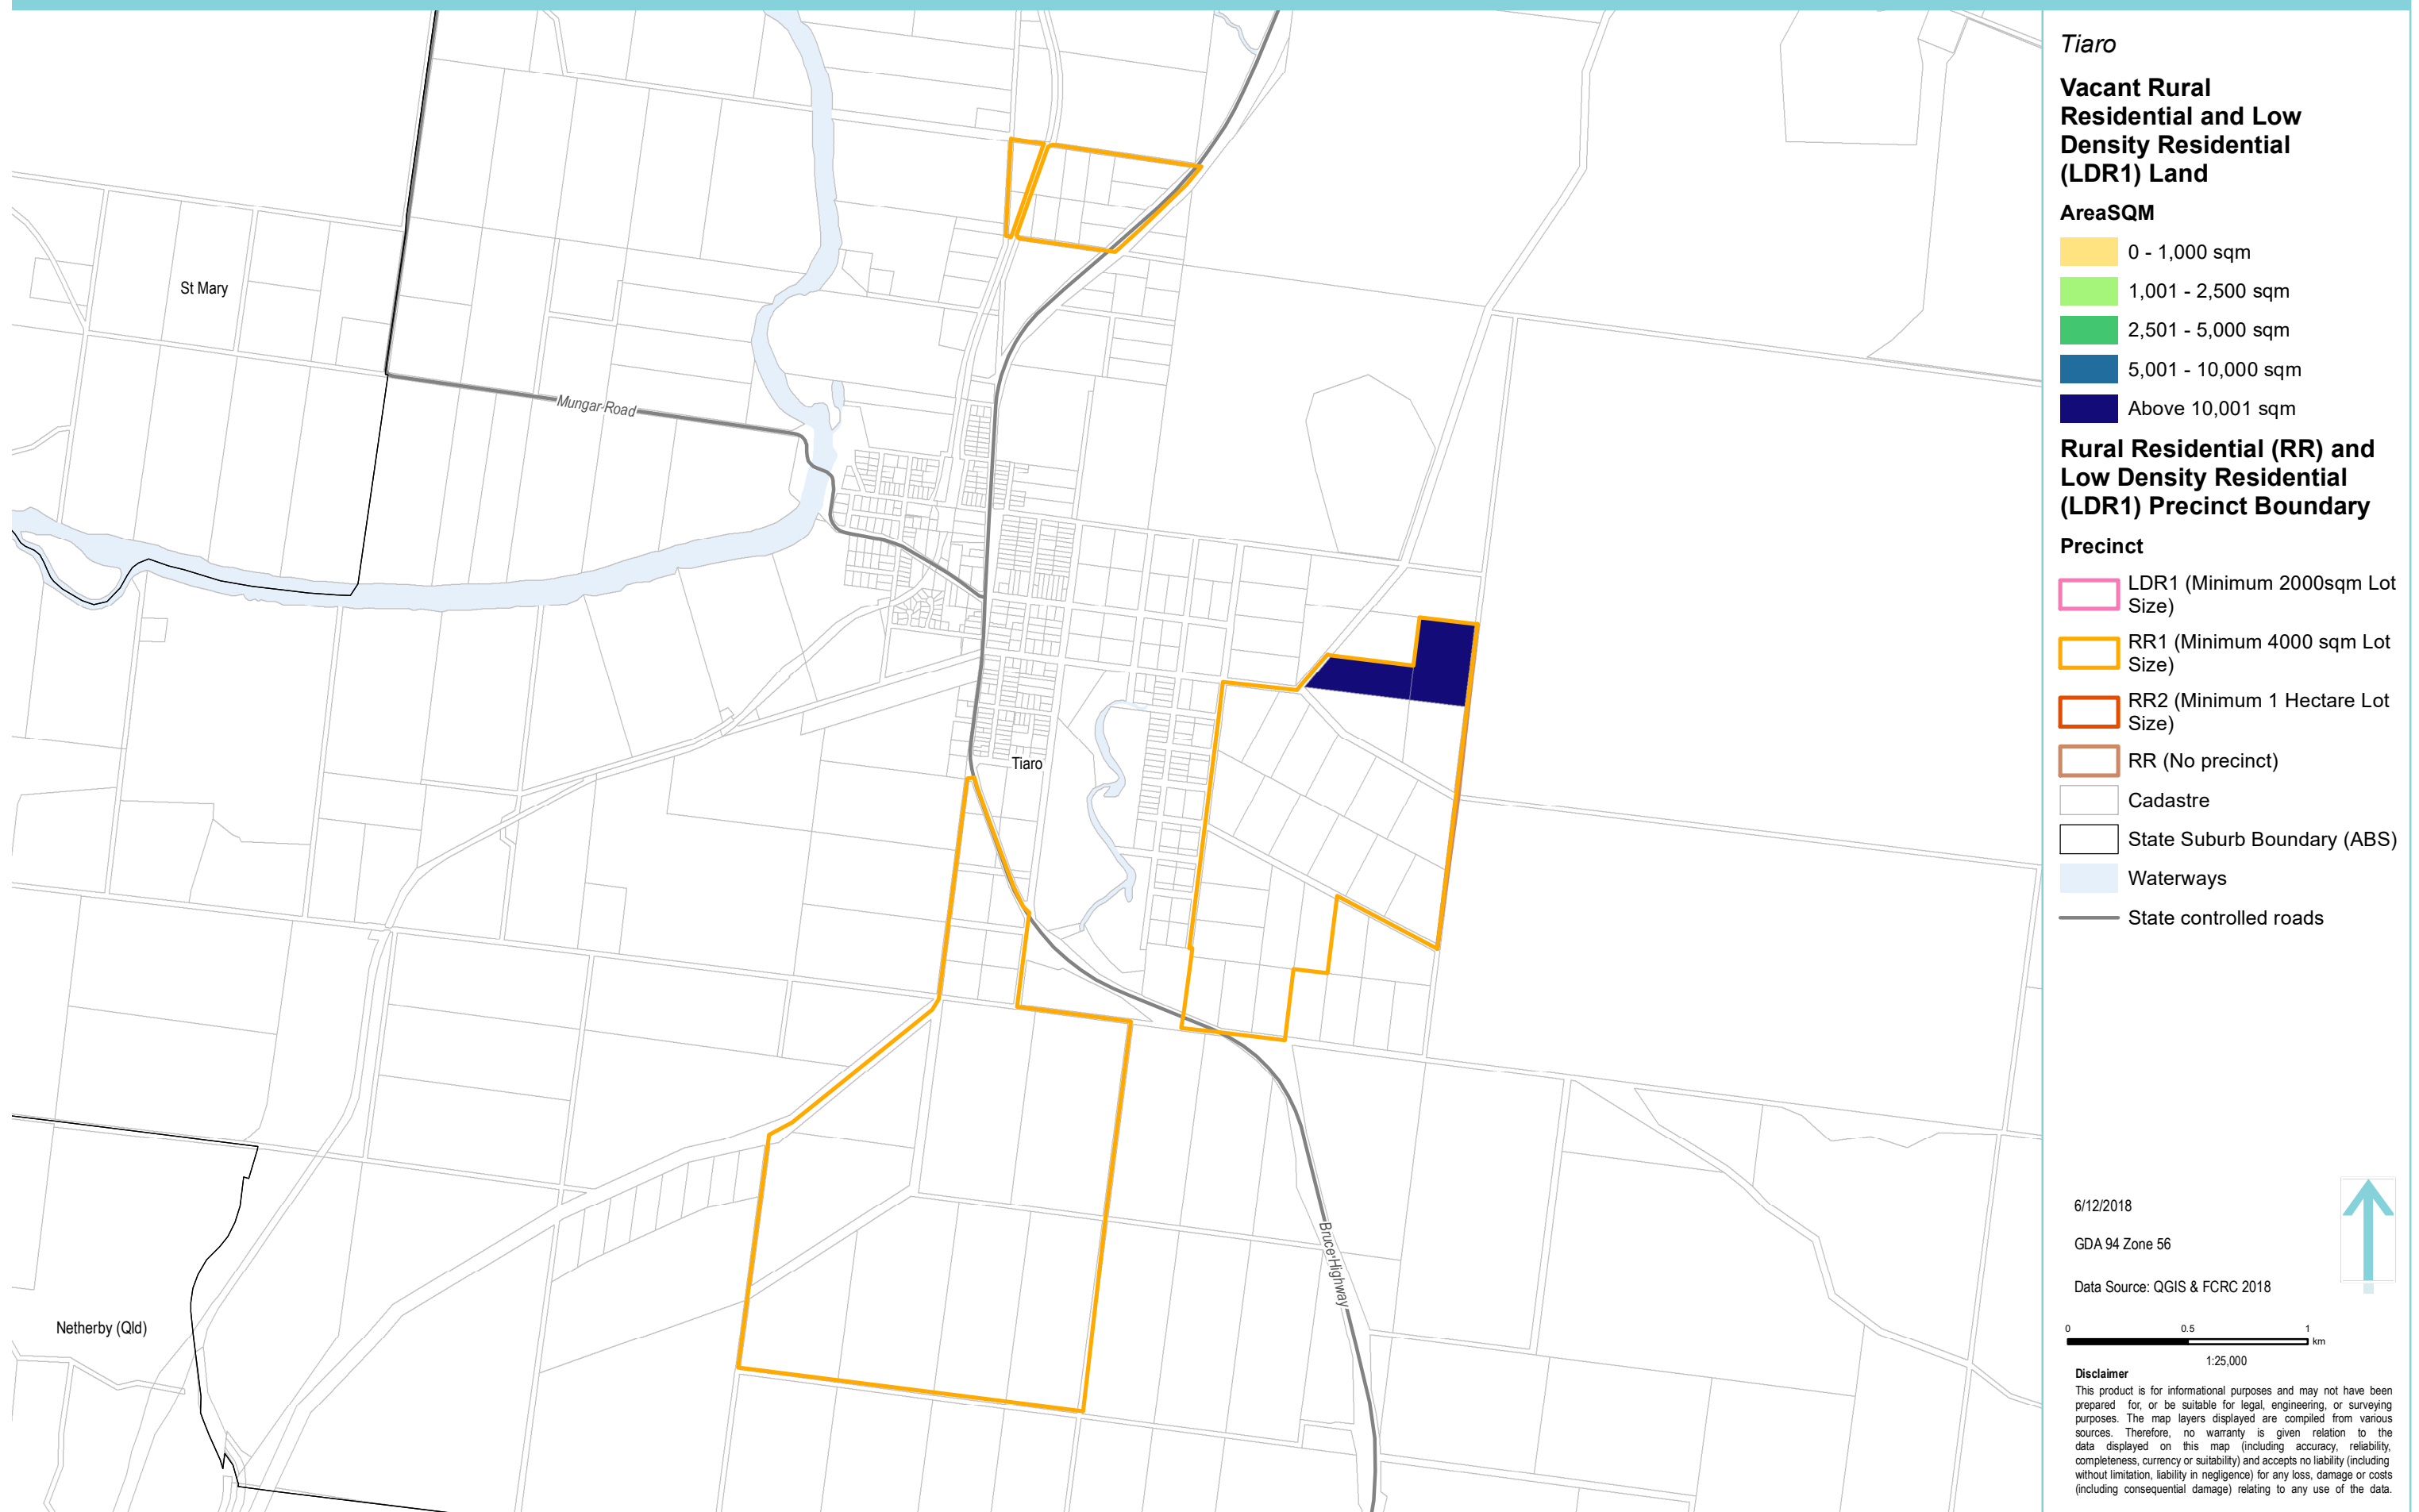 Tiaro
Vacant Rural
Residential and Low
Density Residential
(LDR1) Land
AreaSQM
0 - 1,000 sqm
1,001 - 2,500 sqm
2,501 - 5,000 sqm
5,001 - 10,000 sqm
Above 10,001 sqm
Rural Residential (RR) and
Low Density Residential
(LDR1) Precinct Boundary
Precinct
LDR1 (Minimum 2000sqm Lot
Size)
RR1 (Minimum 4000 sqm Lot
Size)
RR2 (Minimum 1 Hectare Lot
Size)
RR (No precinct)
Cadastre
State Suburb Boundary (ABS)
Waterways
State controlled roads
6/12/2018
GDA 94 Zone 56
Data Source: QGIS & FCRC 2018
0 0.5 1
km
1:25,000
Disclaimer
This product is for informational purposes and may not have been
prepared for, or be suitable for legal, engineering, or surveying
purposes. The map layers displayed are compiled from various
sources. Therefore, no warranty is given relation to the
data displayed on this map (including accuracy, reliability,
completeness, currency or suitability) and accepts no liability (including
without limitation, liability in negligence) for any loss, damage or costs
(including consequential damage) relating to any use of the data.
St Mary
Mungar Road
Tiaro
Bruce Highway
Netherby (Qld)